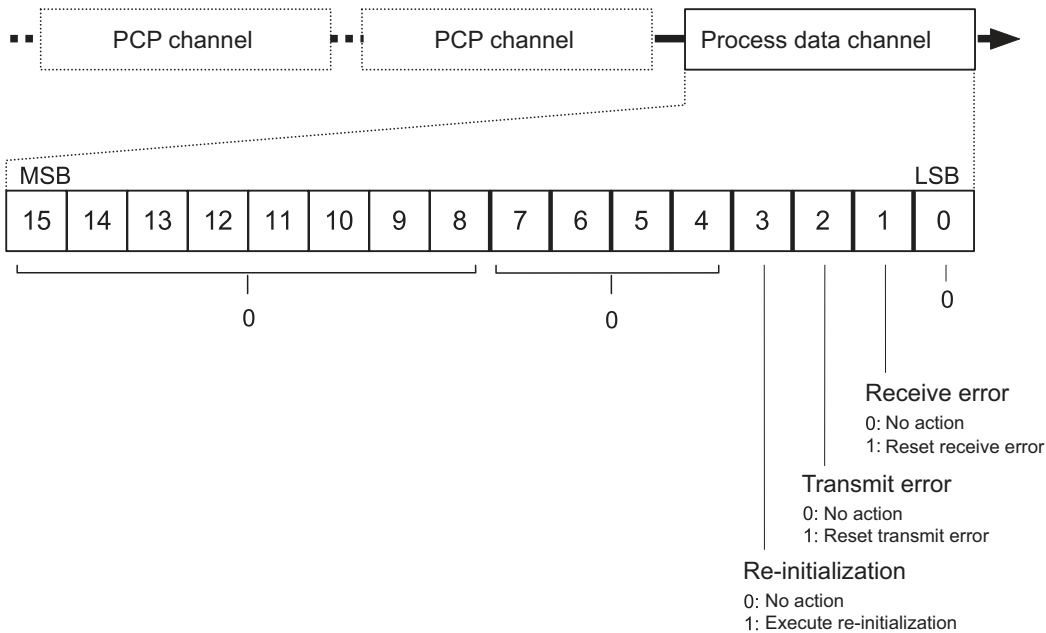 PCP channel PCP channel Process data channel
MSB LSB
15 14 13 12 11 10 9 8 7 6 5 4 3 2 1 0
0 0 0
Receive error
0: No action
1: Reset receive error
Transmit error
0: No action
1: Reset transmit error
Re-initialization
0: No action
1: Execute re-initialization